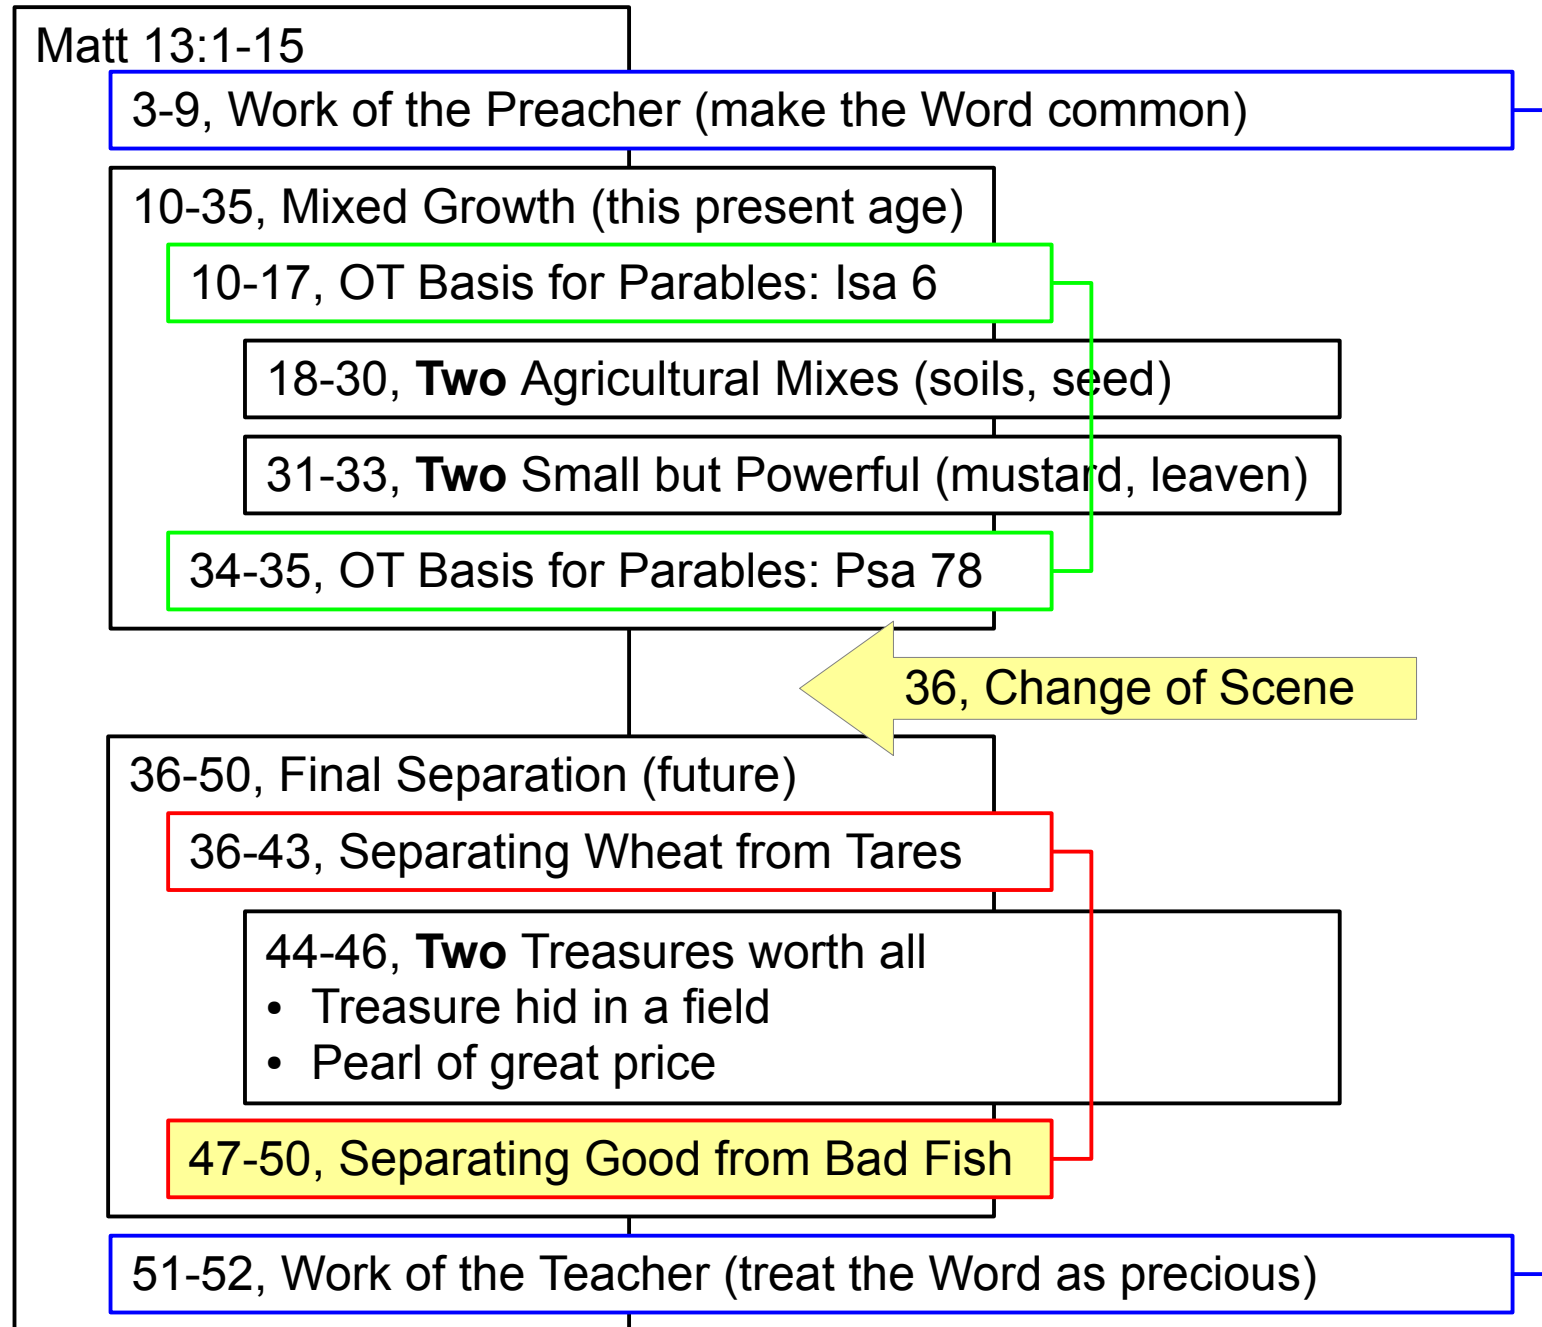 Matt 13:1-15
3-9, Work of the Preacher (make the Word common)
10-35, Mixed Growth (this present age)
10-17, OT Basis for Parables: Isa 6
18-30, Two Agricultural Mixes (soils, seed)
31-33, Two Small but Powerful (mustard, leaven)
34-35, OT Basis for Parables: Psa 78
36, Change of Scene
36-50, Final Separation (future)
36-43, Separating Wheat from Tares
44-46, Two Treasures worth all
• Treasure hid in a field
• Pearl of great price
47-50, Separating Good from Bad Fish
51-52, Work of the Teacher (treat the Word as precious)